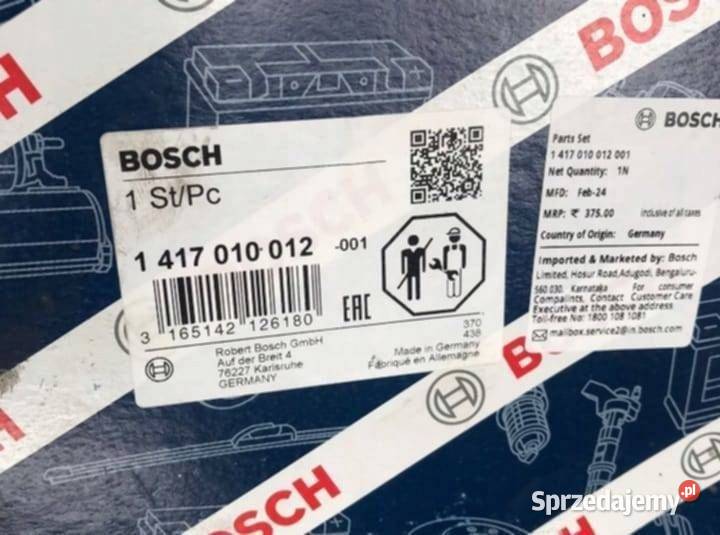 BOSCH
BOSCH
1 St/Pc
1 417 010 012 -001
3 165142 126180
EAC
370
438
Robert Bosch GmbH
Auf der Breit 4
76227 Karlsruhe
GERMANY
Made in Germany
Fabriqué en Allemagne
BOSCH
Parts Set
1 417 010 012 001
Net Quantity: 1N
MFD: Feb-24
MRP: ₹ 375.00 Inclusive of all taxes
Country of Origin: Germany
Imported & Marketed by: Bosch
Limited, Hosur Road,Adugodi, Bengaluru-
560 030. Karnataka For consumer
Compalints, Contact Customer Care
Executive at the above address
Toll-free No: 1800 108 1081
mailbox.service2@in.bosch.com
SCH
BOSCH
Sprzedajemy.pl